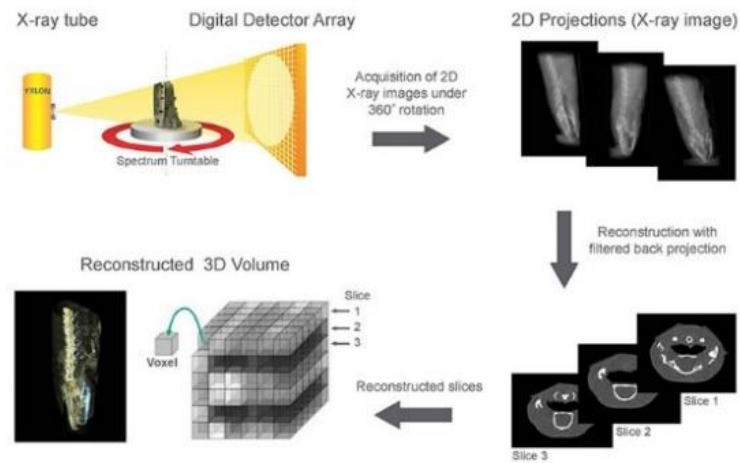 X-ray tube
Digital Detector Array
2D Projections (X-ray image)
YXLON
Acquisition of 2D
X-ray images under
360° rotation
Spectrum Turntable
Reconstruction with
filtered back projection
Reconstructed 3D Volume
Slice
1
2
3
Voxel
Reconstructed slices
Slice 1
Slice 2
Slice 3